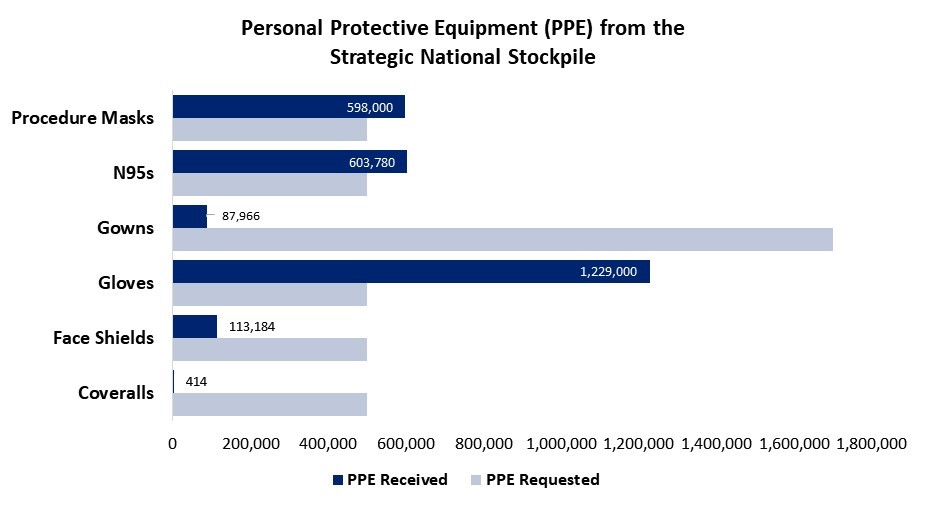 Personal Protective Equipment (PPE) from the
Strategic National Stockpile
Procedure Masks
598,000
N95s
603,780
Gowns
87,966
Gloves
1,229,000
Face Shields
113,184
Coveralls
414
0 200,000 400,000 600,000 800,000 1,000,000 1,200,000 1,400,000 1,600,000 1,800,000
PPE Received PPE Requested